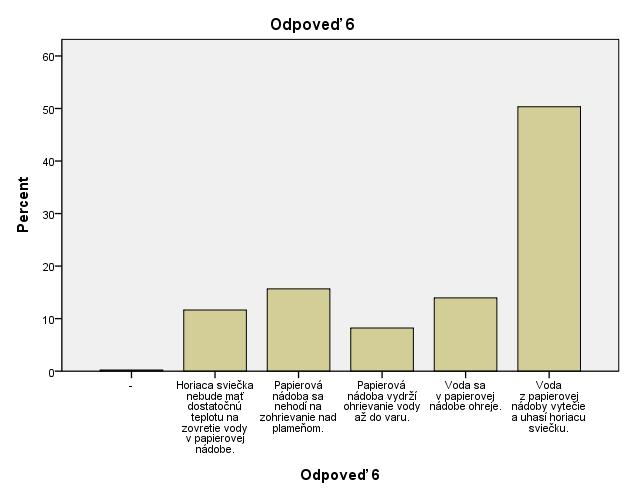 Odpoveď 6
Percent
60
50
40
30
20
10
0
-
Horiaca sviečka
nebude mať
dostatočnú
teplotu na
zovretie vody
v papierovej
nádobe.
Papierová
nádoba sa
nehodí na
zohrievanie nad
plameňom.
Papierová
nádoba vydrží
ohrievanie vody
až do varu.
Voda sa
v papierovej
nádobe ohreje.
Voda
z papierovej
nádoby vytečie
a uhasí horiacu
sviečku.
Odpoveď 6